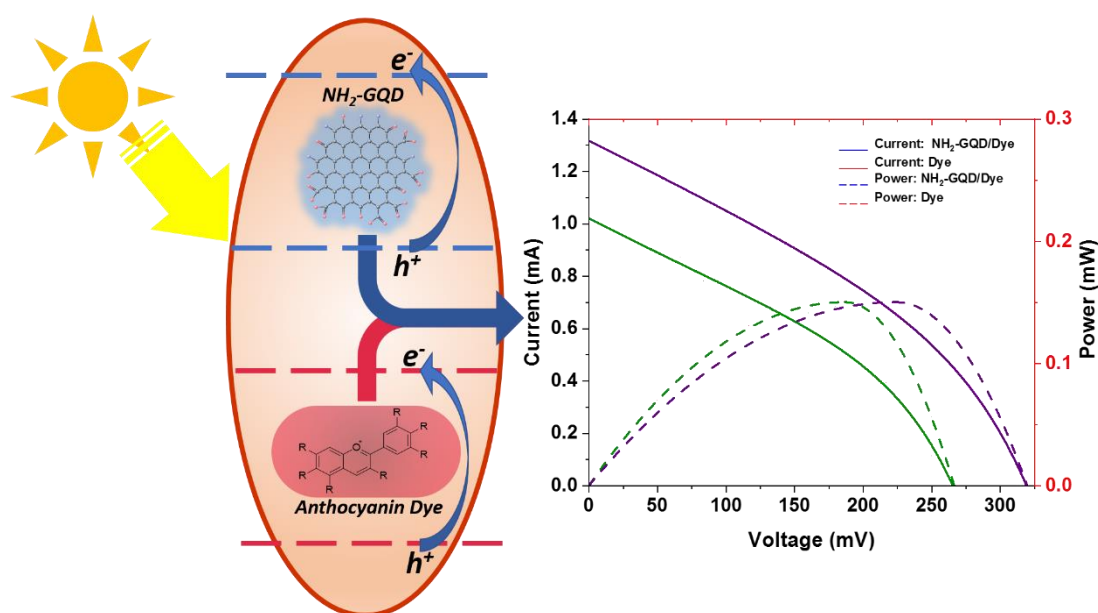 e⁻
NH₂-GQD
h⁺
e⁻
R
R
R
R
R
R
R
O⁺
Anthocyanin Dye
h⁺
Current (mA)
1.4
1.2
1.0
0.8
0.6
0.4
0.2
0.0
0
50
100
150
200
250
300
Voltage (mV)
Current: NH₂-GQD/Dye
Current: Dye
Power: NH₂-GQD/Dye
Power: Dye
0.3
0.2
0.1
0.0
Power (mW)